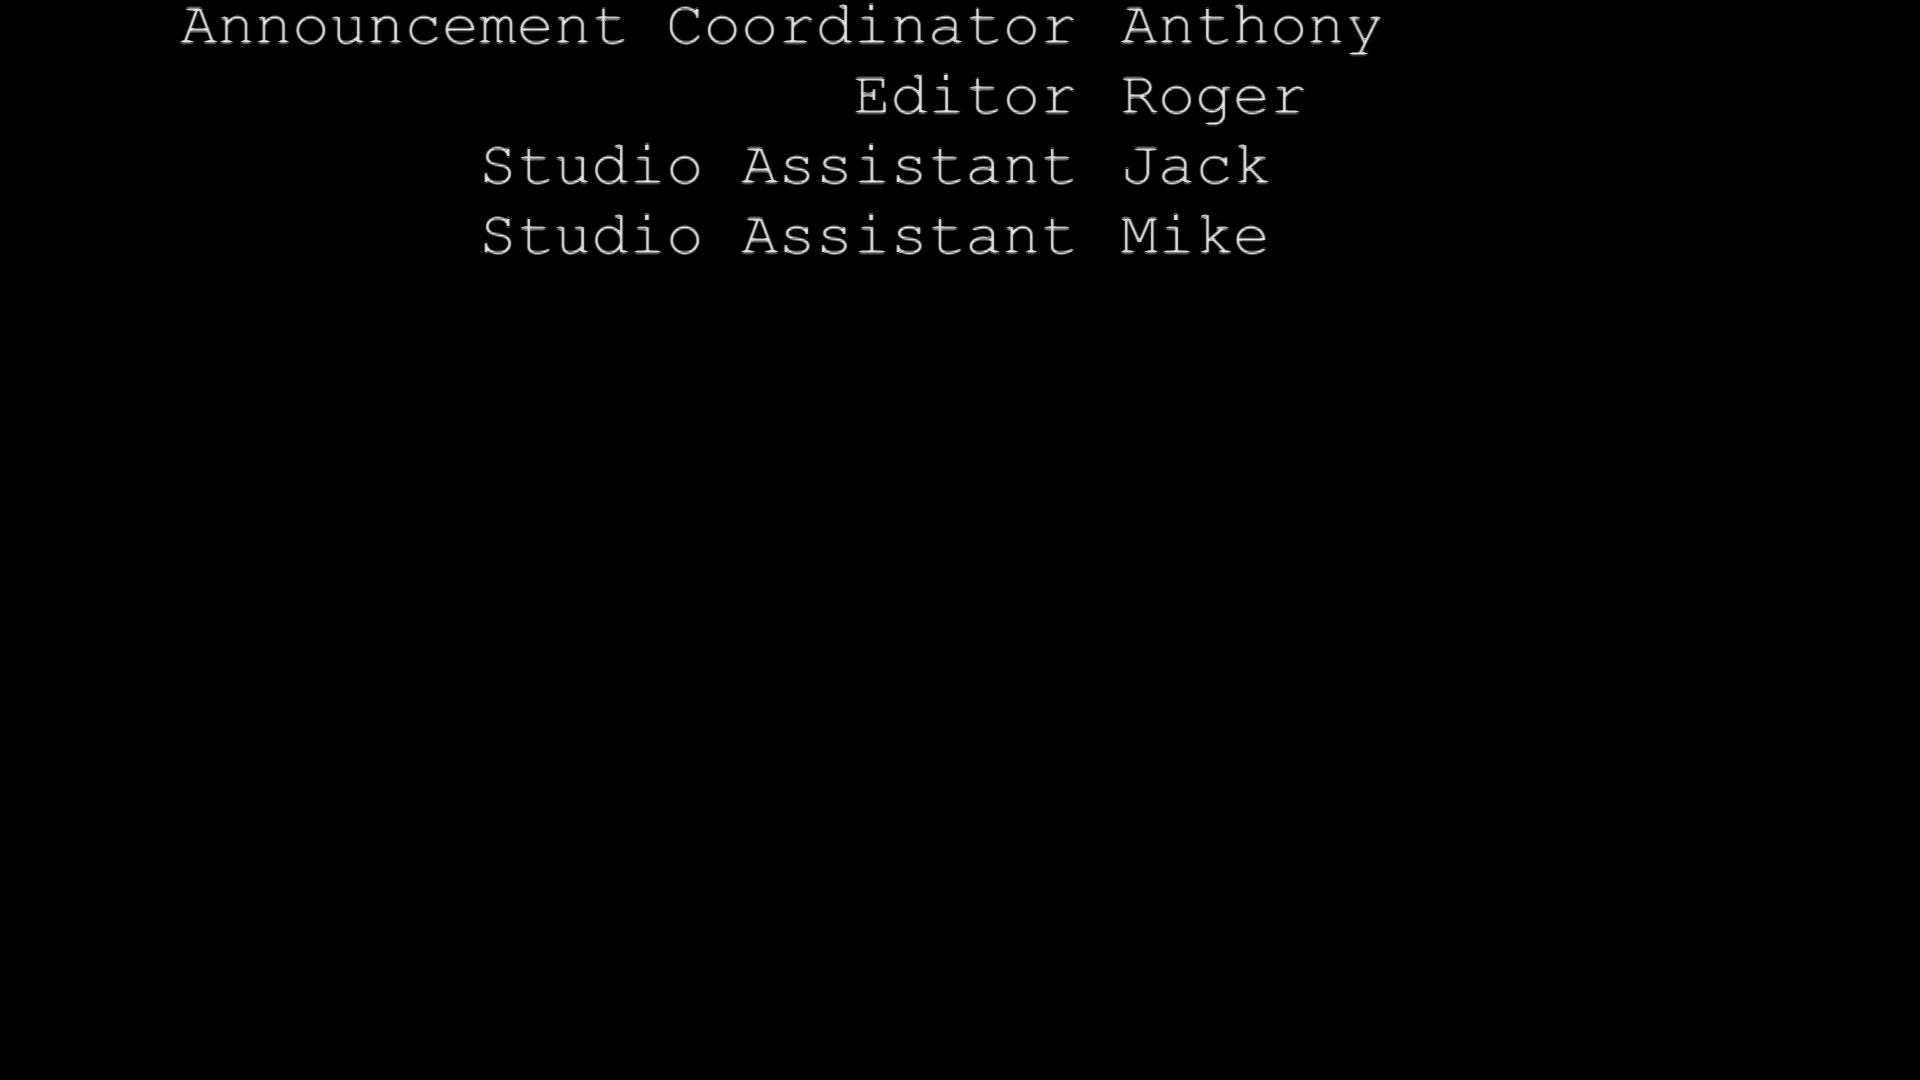 Announcement Coordinator Anthony
Editor Roger
Studio Assistant Jack
Studio Assistant Mike